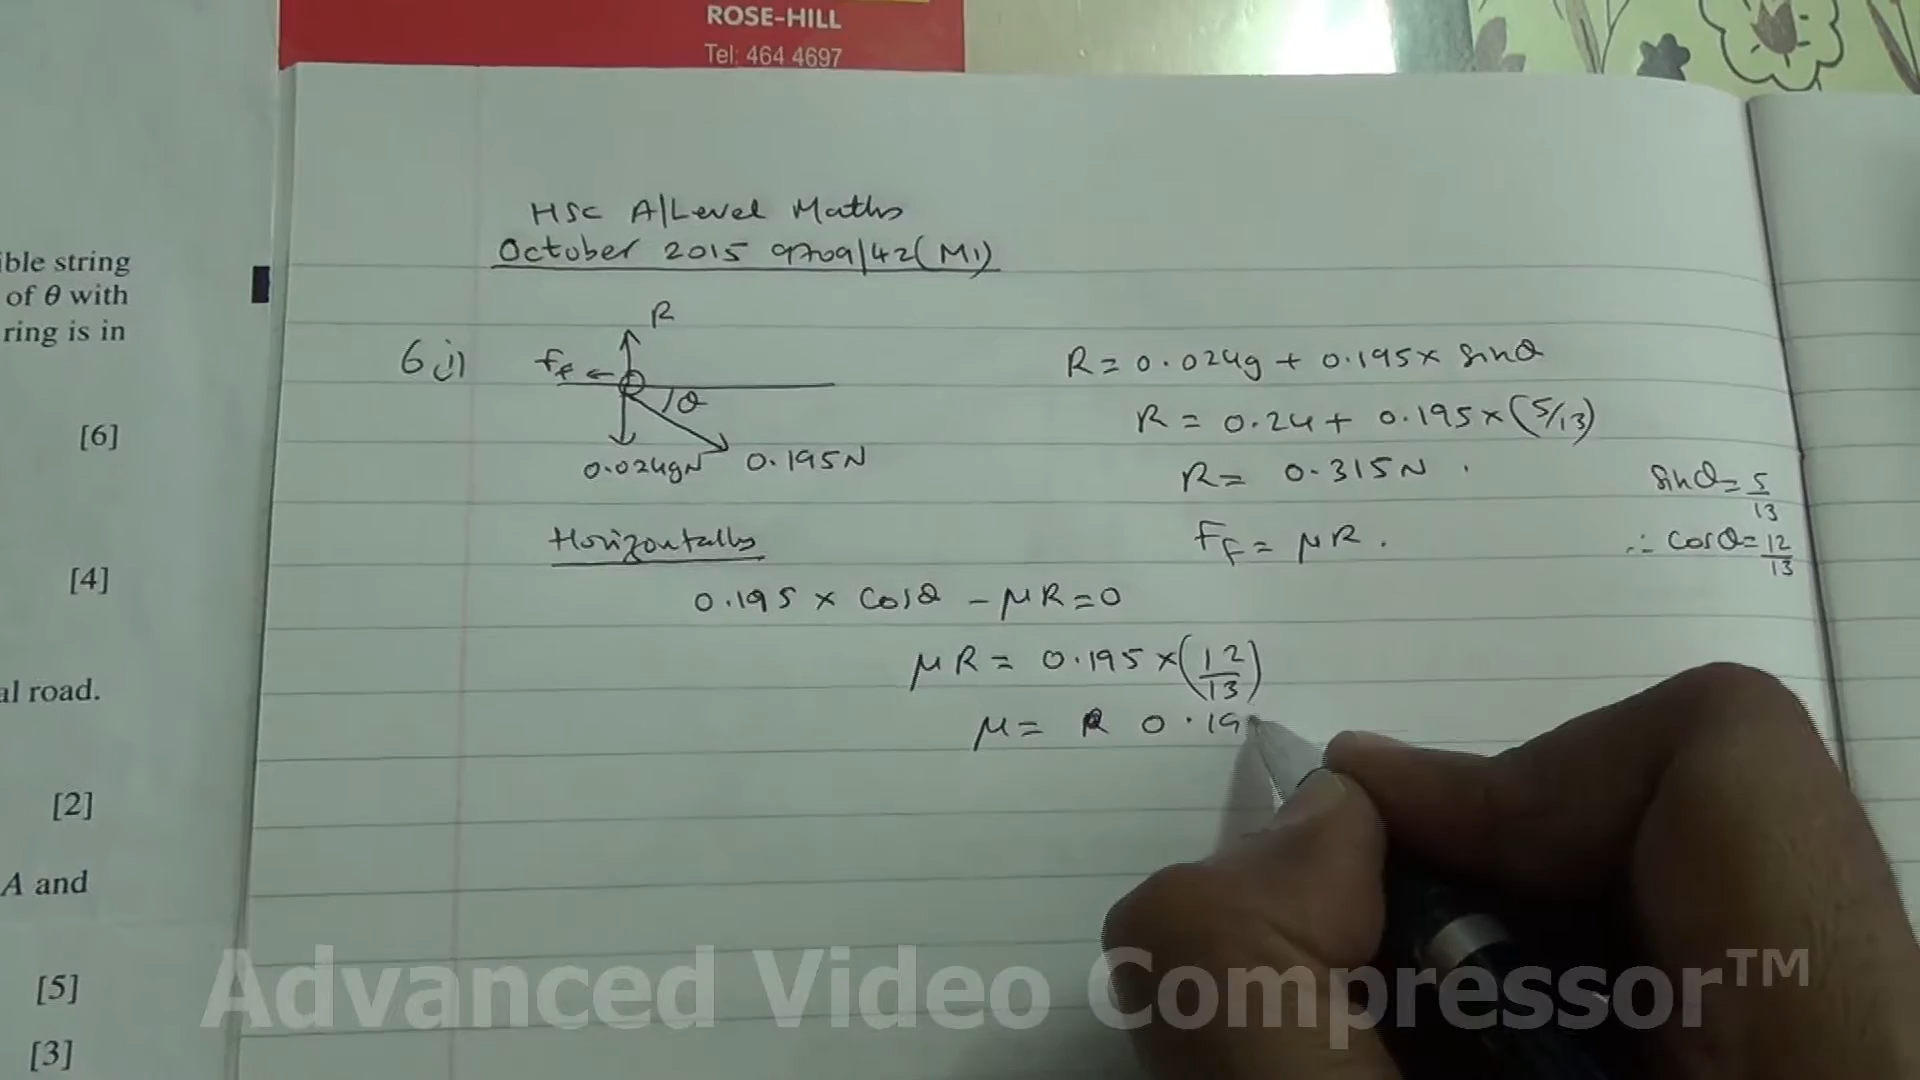 ROSE-HILL
Tel: 464 4697
ible string
of θ with
ring is in
[6]
[4]
al road.
[2]
A and
[5]
[3]
HSC A/Level Maths
October 2015 9709/42(M1)
6 i)
R
Ff
θ
0.024gN 0.195N
R = 0.024g + 0.195 × sinθ
R = 0.24 + 0.195 × (5/13)
R = 0.315N .
sinθ = 5/13
∴ cosθ = 12/13
FF = μR .
Horizontally
0.195 × cosθ - μR = 0
μR = 0.195 × (12/13)
μ = R 0.19
Advanced Video Compressor™